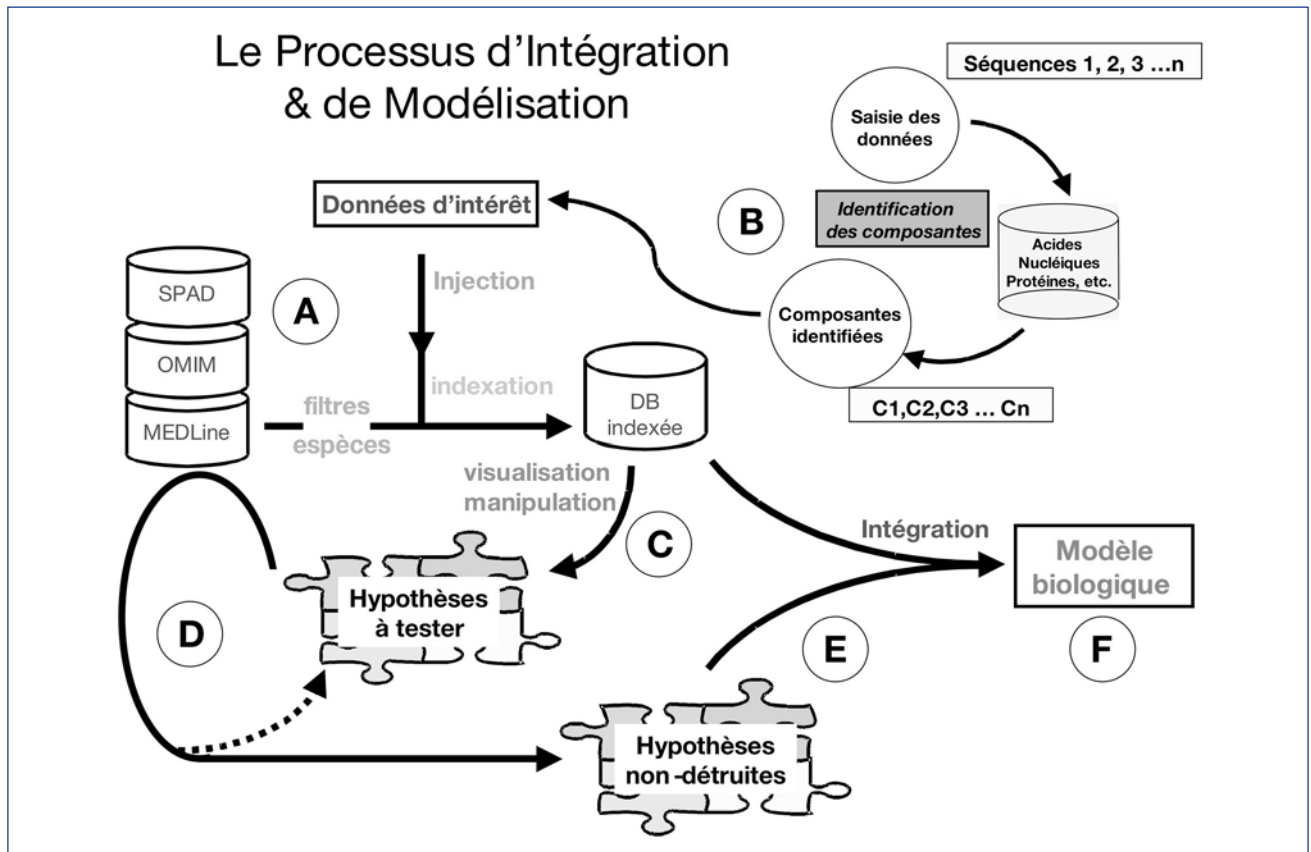 Le Processus d'Intégration
& de Modélisation
Séquences 1, 2, 3 ...n
Saisie des
données
Données d'intérêt
B
Identification
des composantes
Acides
Nucléiques
Protéines, etc.
SPAD
A
Injection
Composantes
identifiées
OMIM
indexation
C1,C2,C3 ... Cn
filtres
MEDLine
espèces
DB
indexée
visualisation
manipulation
C
Intégration
Modèle
biologique
Hypothèses
à tester
D
E
F
Hypothèses
non-détruites